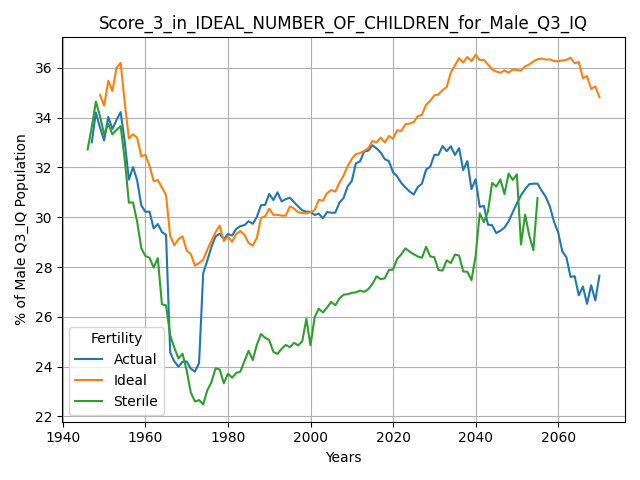 Score_3_in_IDEAL_NUMBER_OF_CHILDREN_for_Male_Q3_IQ
% of Male Q3_IQ Population
36
34
32
30
28
26
24
22
Fertility
Actual
Ideal
Sterile
1940 1960 1980 2000 2020 2040 2060
Years